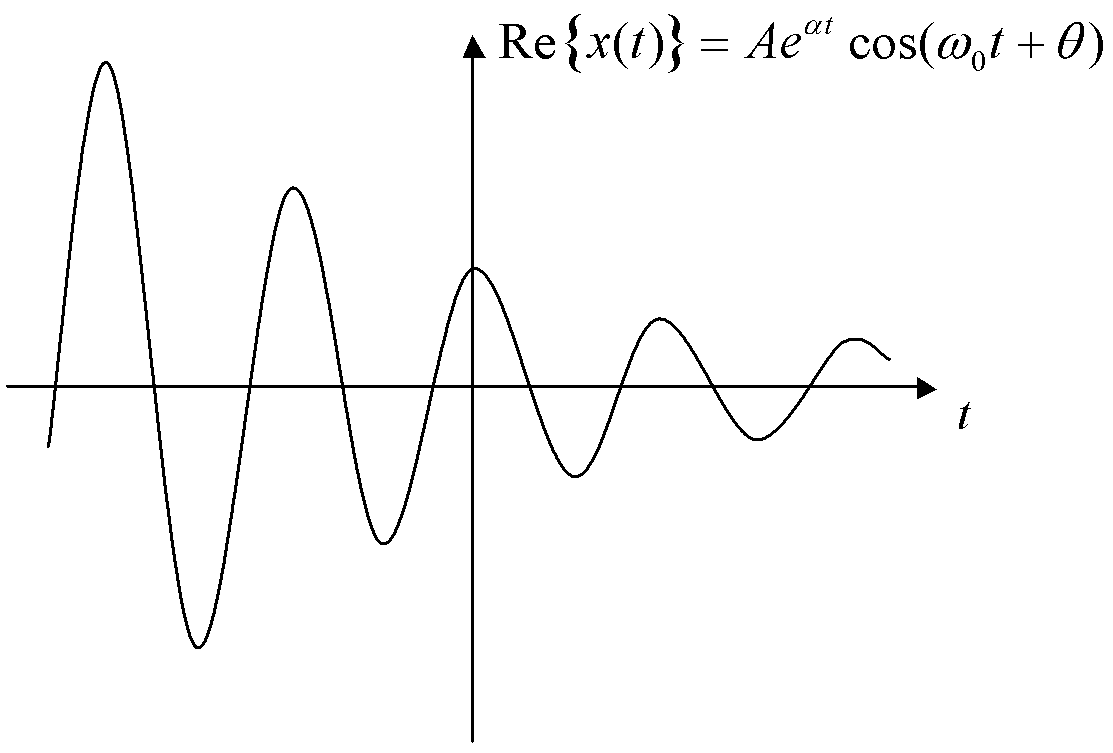 Re{x(t)} = Ae^{αt} cos(ω₀t + θ)
t